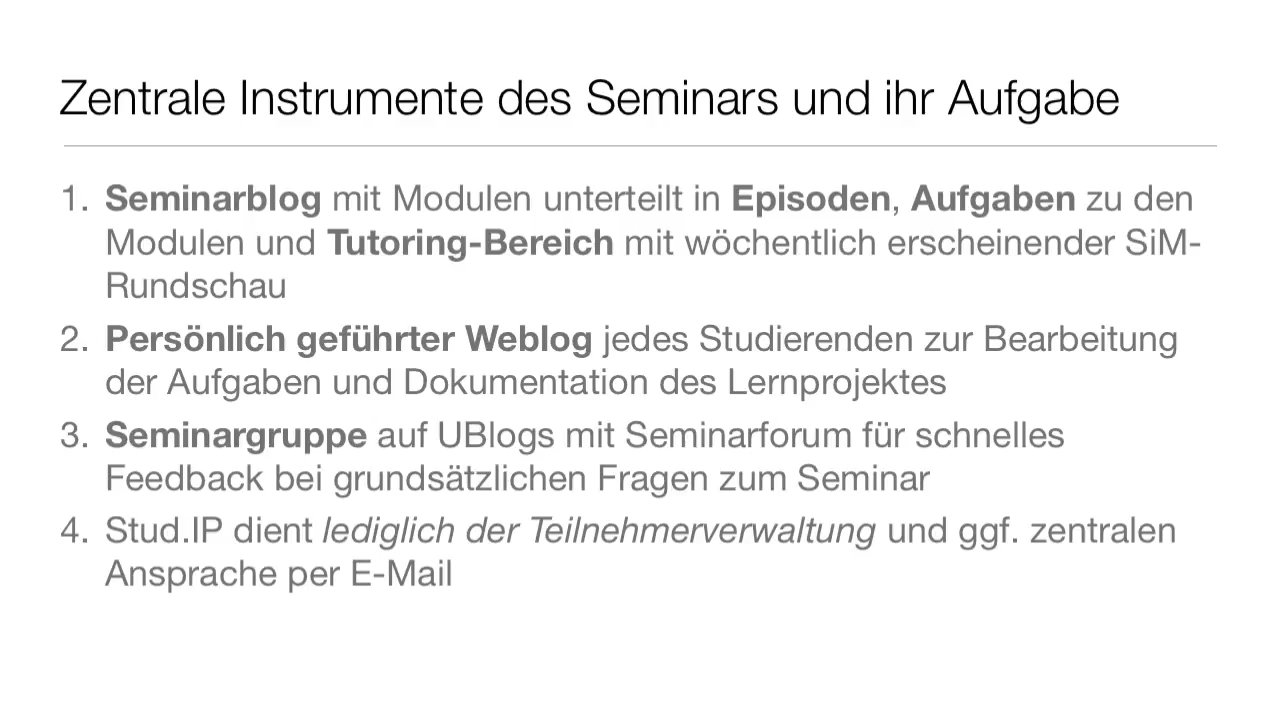 Zentrale Instrumente des Seminars und ihr Aufgabe
1. Seminarblog mit Modulen unterteilt in Episoden, Aufgaben zu den
Modulen und Tutoring-Bereich mit wöchentlich erscheinender SiM-
Rundschau
2. Persönlich geführter Weblog jedes Studierenden zur Bearbeitung
der Aufgaben und Dokumentation des Lernprojektes
3. Seminargruppe auf UBlogs mit Seminarforum für schnelles
Feedback bei grundsätzlichen Fragen zum Seminar
4. Stud.IP dient lediglich der Teilnehmerverwaltung und ggf. zentralen
Ansprache per E-Mail